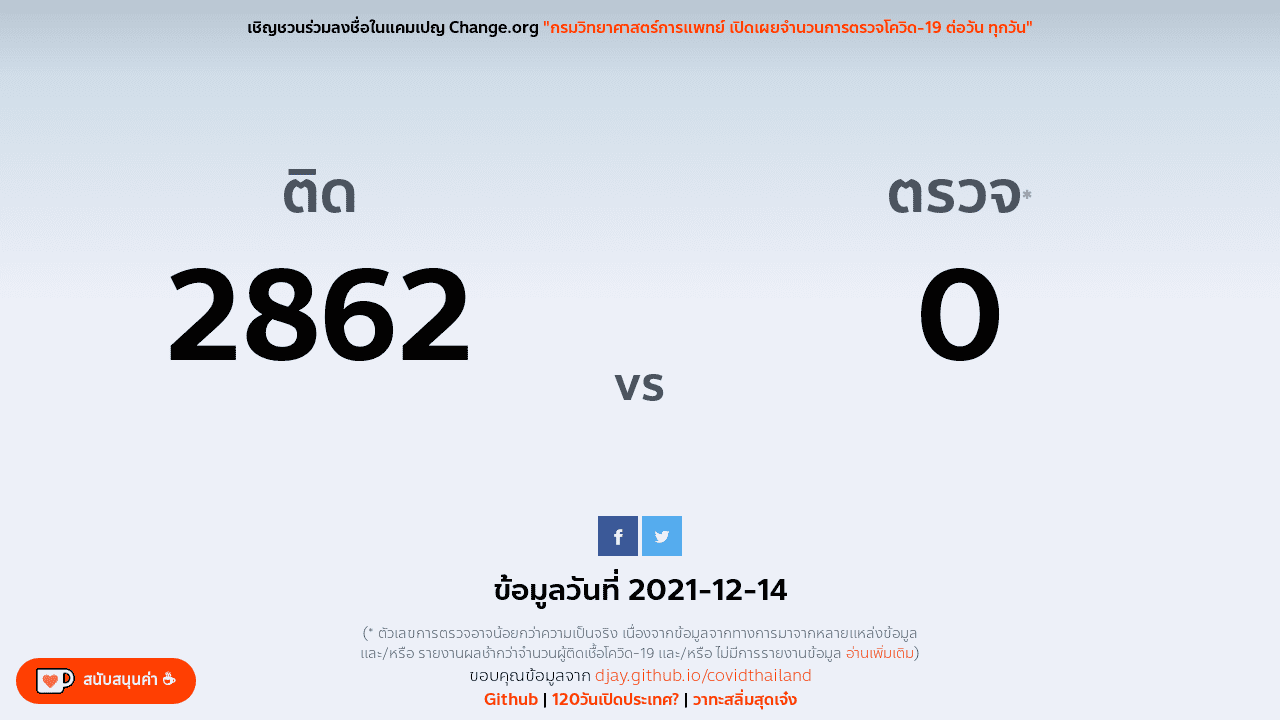 เชิญชวนร่วมลงชื่อในแคมเปญ Change.org "กรมวิทยาศาสตร์การแพทย์ เปิดเผยจำนวนการตรวจโควิด-19 ต่อวัน ทุกวัน"
ติด
ตรวจ*
2862
0
vs
ข้อมูลวันที่ 2021-12-14
(* ตัวเลขการตรวจอาจน้อยกว่าความเป็นจริง เนื่องจากข้อมูลจากทางการมาจากหลายแหล่งข้อมูล
และ/หรือ รายงานผลช้ากว่าจำนวนผู้ติดเชื้อโควิด-19 และ/หรือ ไม่มีการรายงานข้อมูล อ่านเพิ่มเติม)
ขอบคุณข้อมูลจาก djay.github.io/covidthailand
Github | 120วันเปิดประเทศ? | วาทะสลิ่มสุดเจ๋ง
สนับสนุนค่า ☕